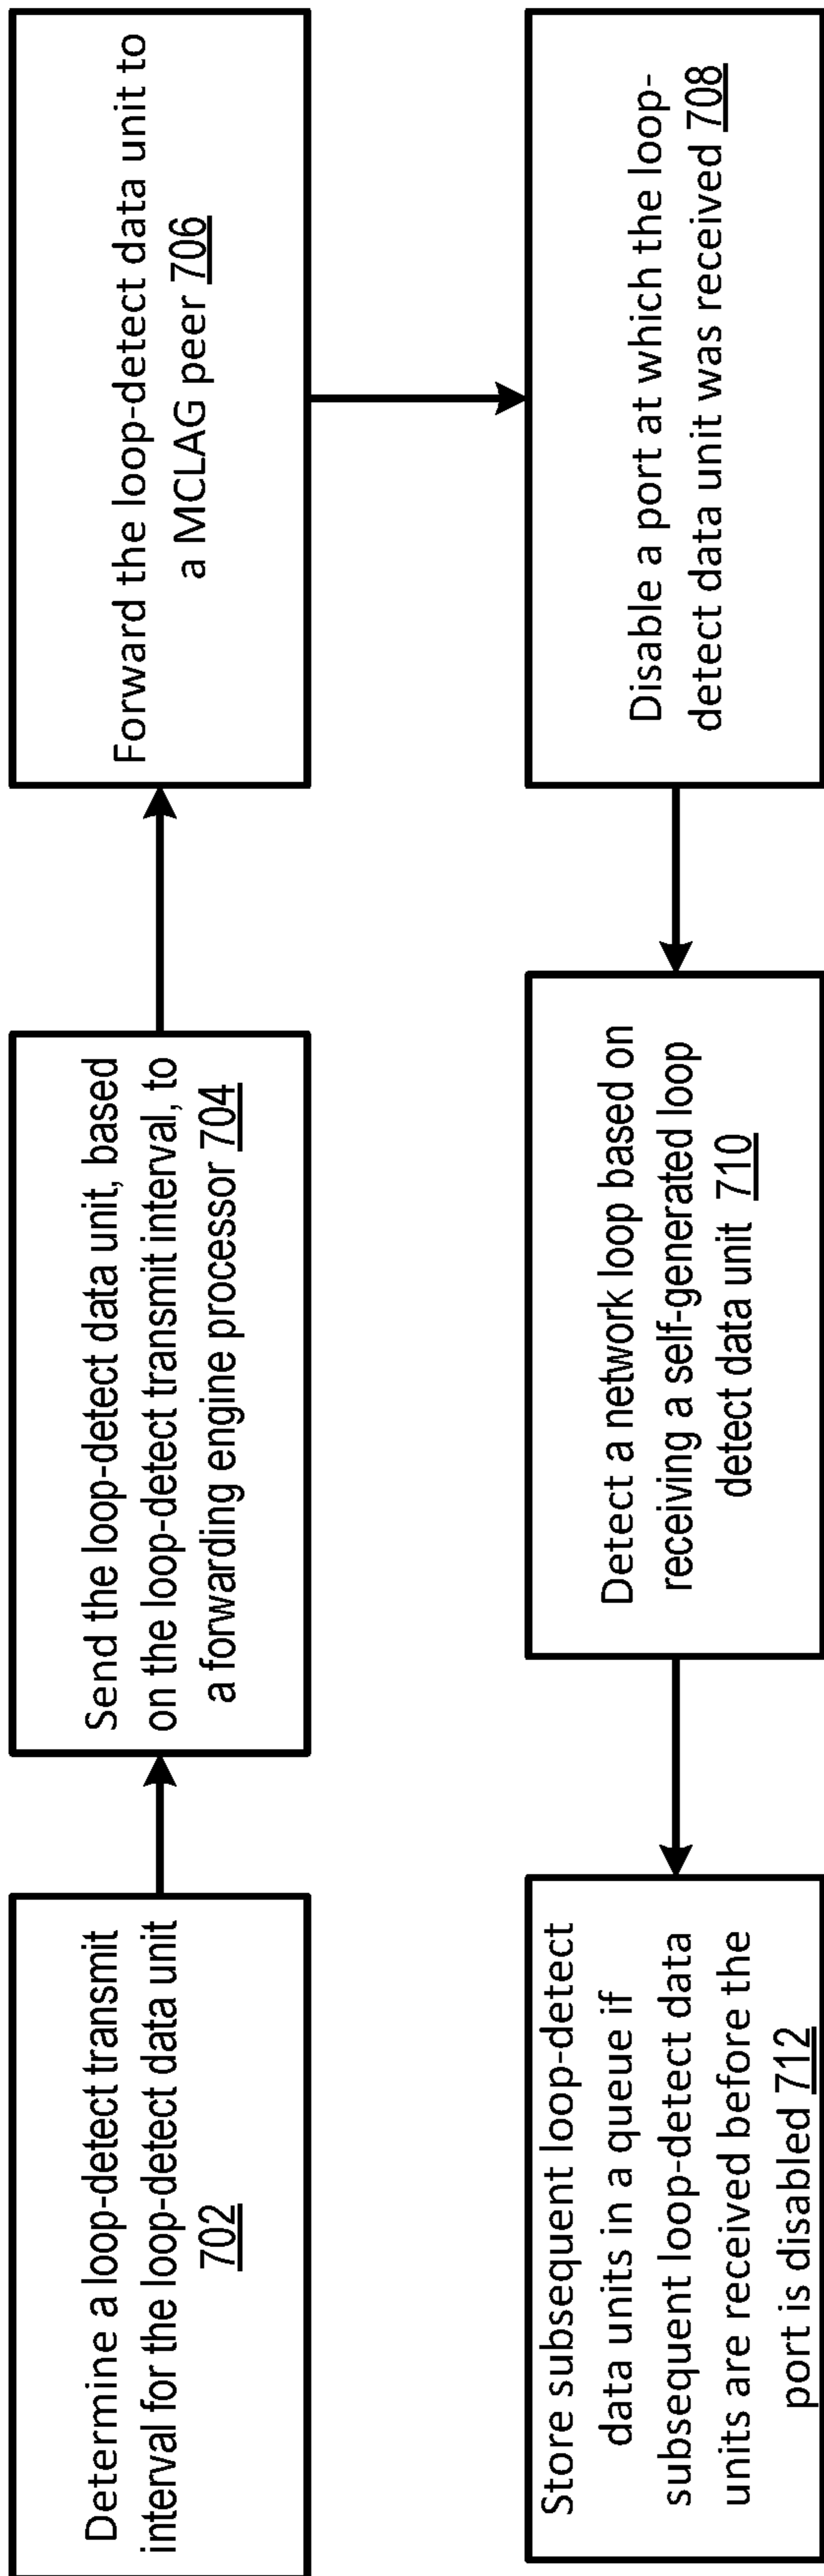 Determine a loop-detect transmit
interval for the loop-detect data unit
702
Send the loop-detect data unit, based
on the loop-detect transmit interval, to
a forwarding engine processor 704
Forward the loop-detect data unit to
a MCLAG peer 706
Disable a port at which the loop-
detect data unit was received 708
Detect a network loop based on
receiving a self-generated loop
detect data unit 710
Store subsequent loop-detect
data units in a queue if
subsequent loop-detect data
units are received before the
port is disabled 712